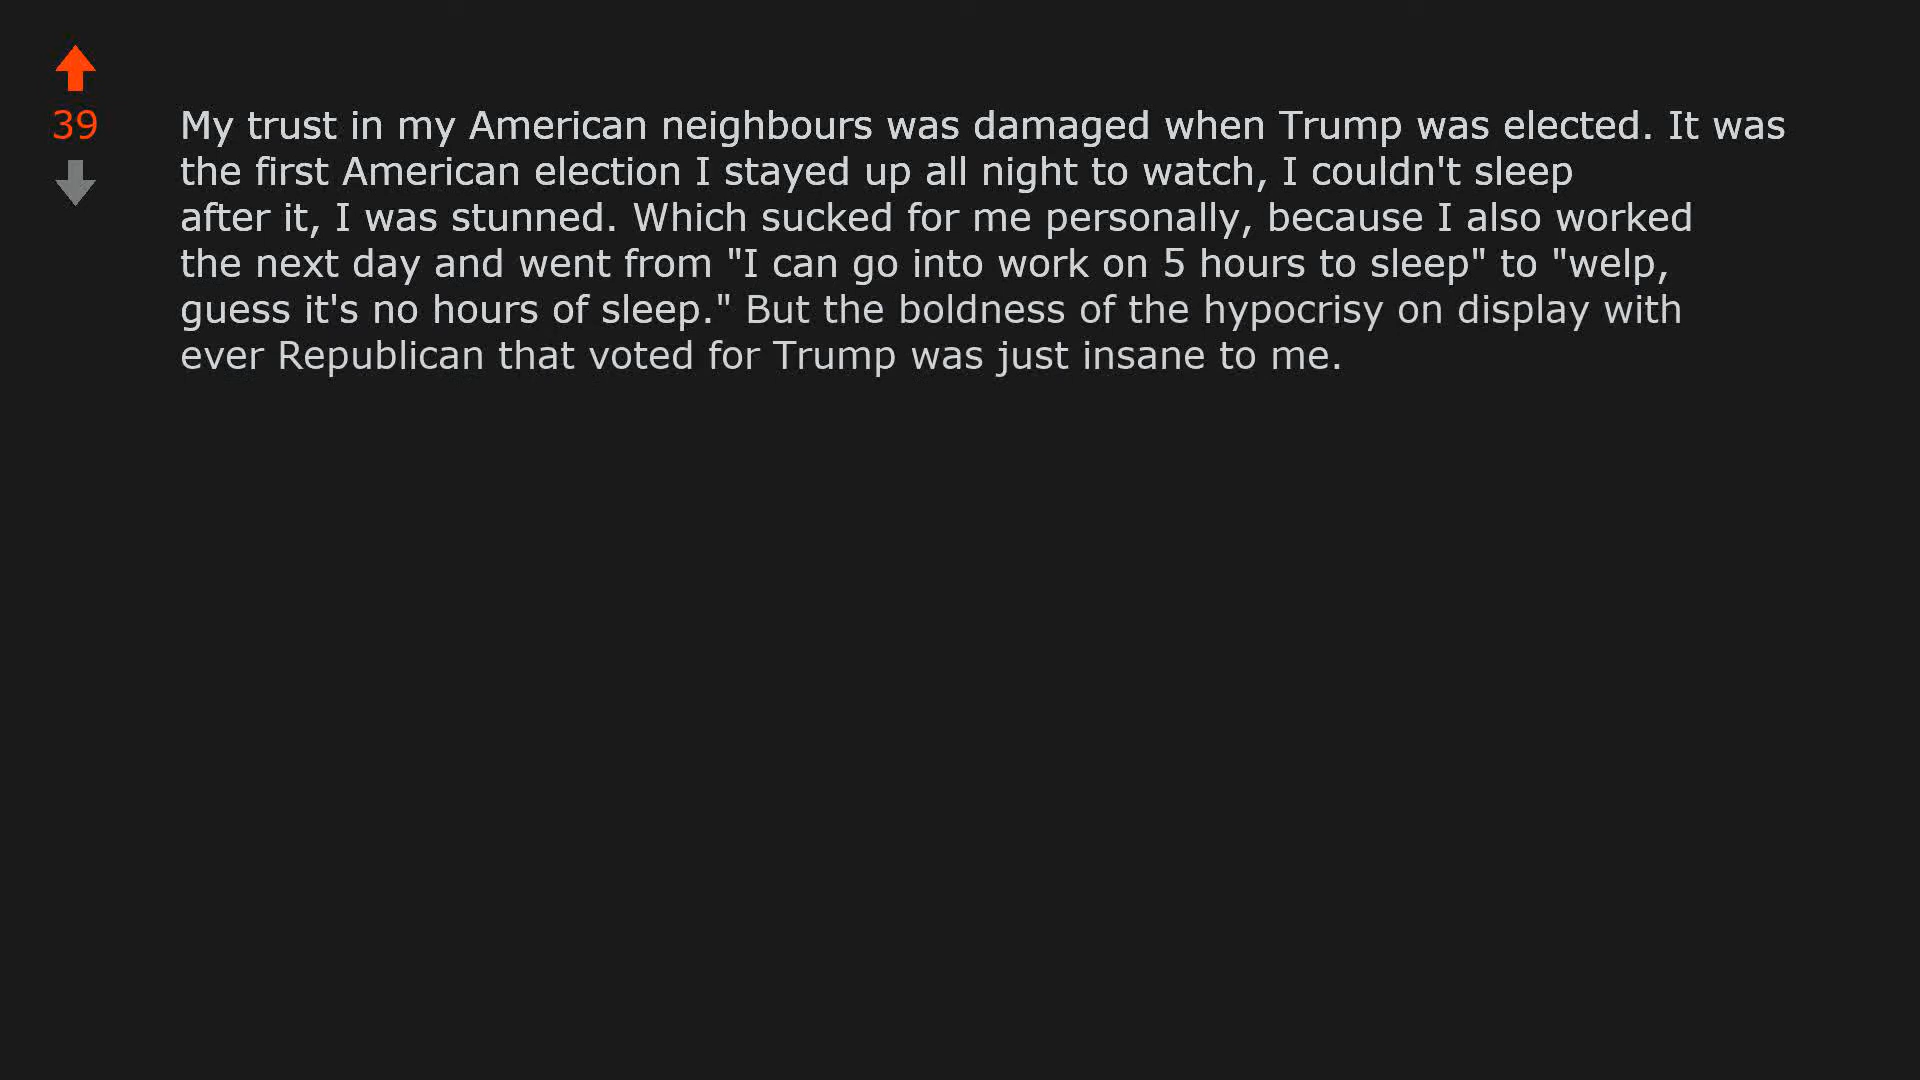 39
My trust in my American neighbours was damaged when Trump was elected. It was
the first American election I stayed up all night to watch, I couldn't sleep
after it, I was stunned. Which sucked for me personally, because I also worked
the next day and went from "I can go into work on 5 hours to sleep" to "welp,
guess it's no hours of sleep." But the boldness of the hypocrisy on display with
ever Republican that voted for Trump was just insane to me.